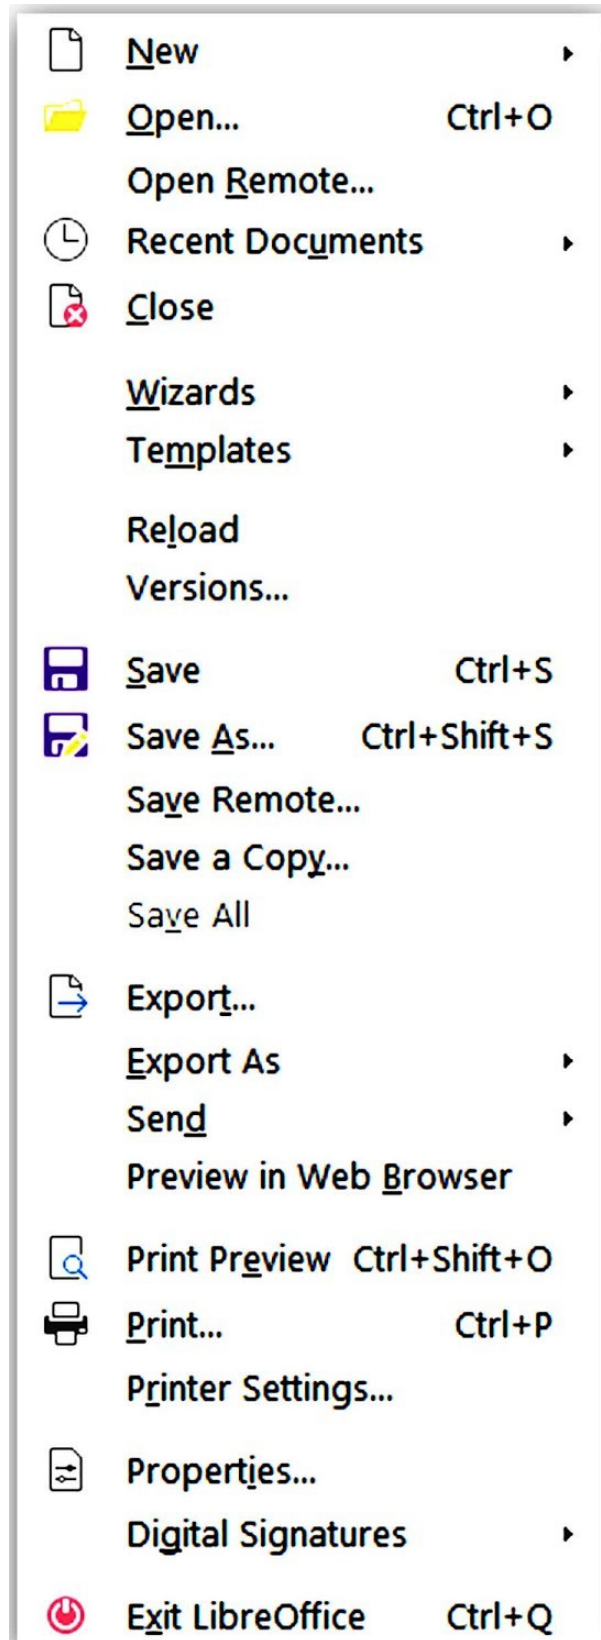 New
Open... Ctrl+O
Open Remote...
Recent Documents
Close
Wizards
Templates
Reload
Versions...
Save Ctrl+S
Save As... Ctrl+Shift+S
Save Remote...
Save a Copy...
Save All
Export...
Export As
Send
Preview in Web Browser
Print Preview Ctrl+Shift+O
Print... Ctrl+P
Printer Settings...
Properties...
Digital Signatures
Exit LibreOffice Ctrl+Q